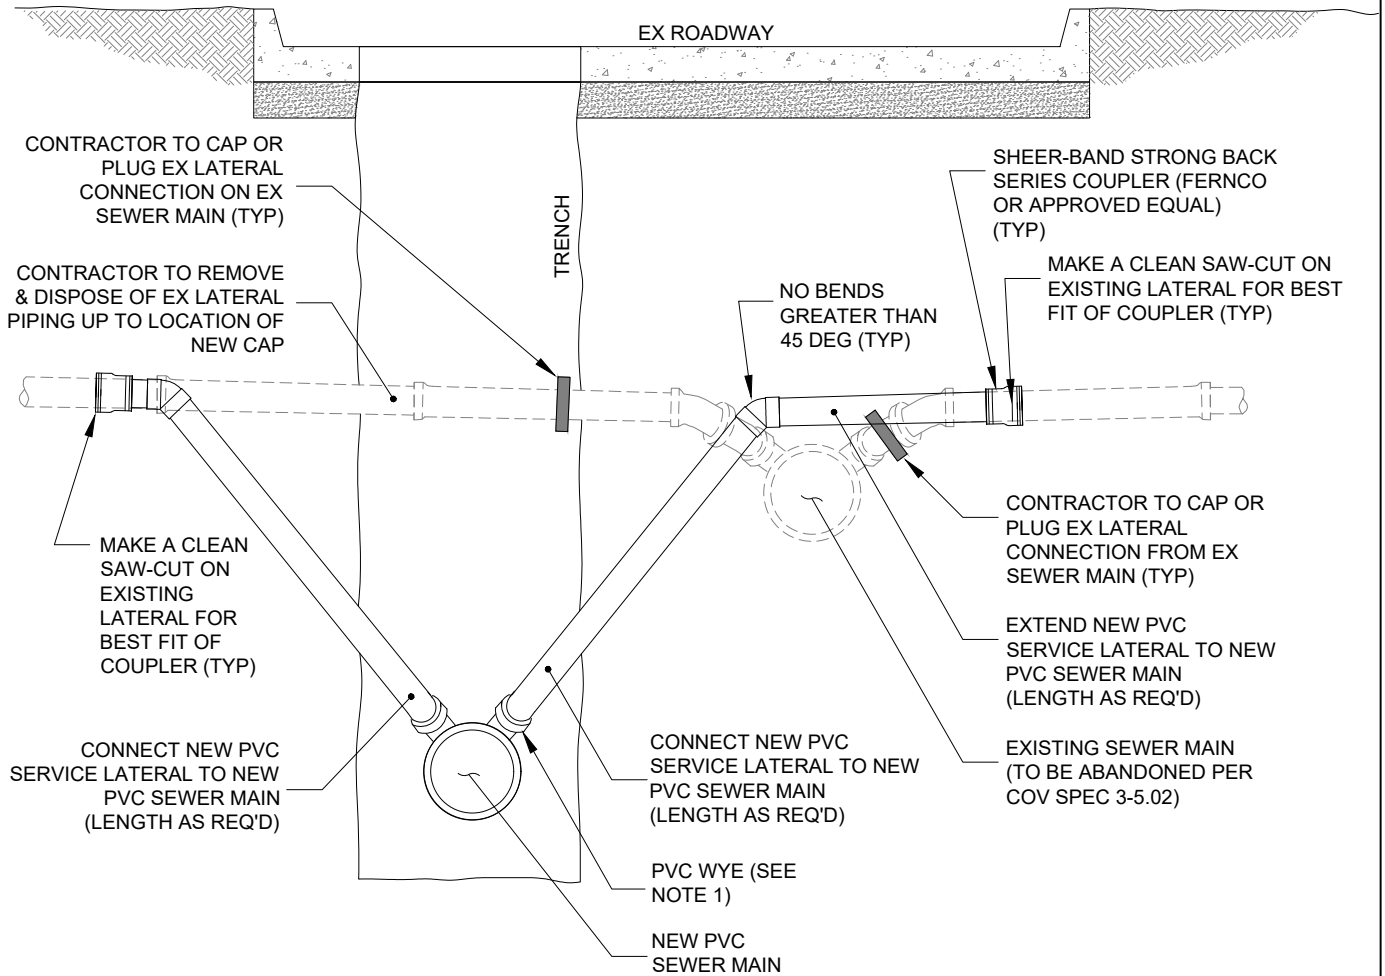 EX ROADWAY
CONTRACTOR TO CAP OR
PLUG EX LATERAL
CONNECTION ON EX
SEWER MAIN (TYP)
TRENCH
SHEER-BAND STRONG BACK
SERIES COUPLER (FERNCO
OR APPROVED EQUAL)
(TYP)
CONTRACTOR TO REMOVE
& DISPOSE OF EX LATERAL
PIPING UP TO LOCATION OF
NEW CAP
NO BENDS
GREATER THAN
45 DEG (TYP)
MAKE A CLEAN SAW-CUT ON
EXISTING LATERAL FOR BEST
FIT OF COUPLER (TYP)
MAKE A CLEAN
SAW-CUT ON
EXISTING
LATERAL FOR
BEST FIT OF
COUPLER (TYP)
CONTRACTOR TO CAP OR
PLUG EX LATERAL
CONNECTION FROM EX
SEWER MAIN (TYP)
EXTEND NEW PVC
SERVICE LATERAL TO NEW
PVC SEWER MAIN
(LENGTH AS REQ'D)
CONNECT NEW PVC
SERVICE LATERAL TO NEW
PVC SEWER MAIN
(LENGTH AS REQ'D)
CONNECT NEW PVC
SERVICE LATERAL TO NEW
PVC SEWER MAIN
(LENGTH AS REQ'D)
EXISTING SEWER MAIN
(TO BE ABANDONED PER
COV SPEC 3-5.02)
PVC WYE (SEE
NOTE 1)
NEW PVC
SEWER MAIN